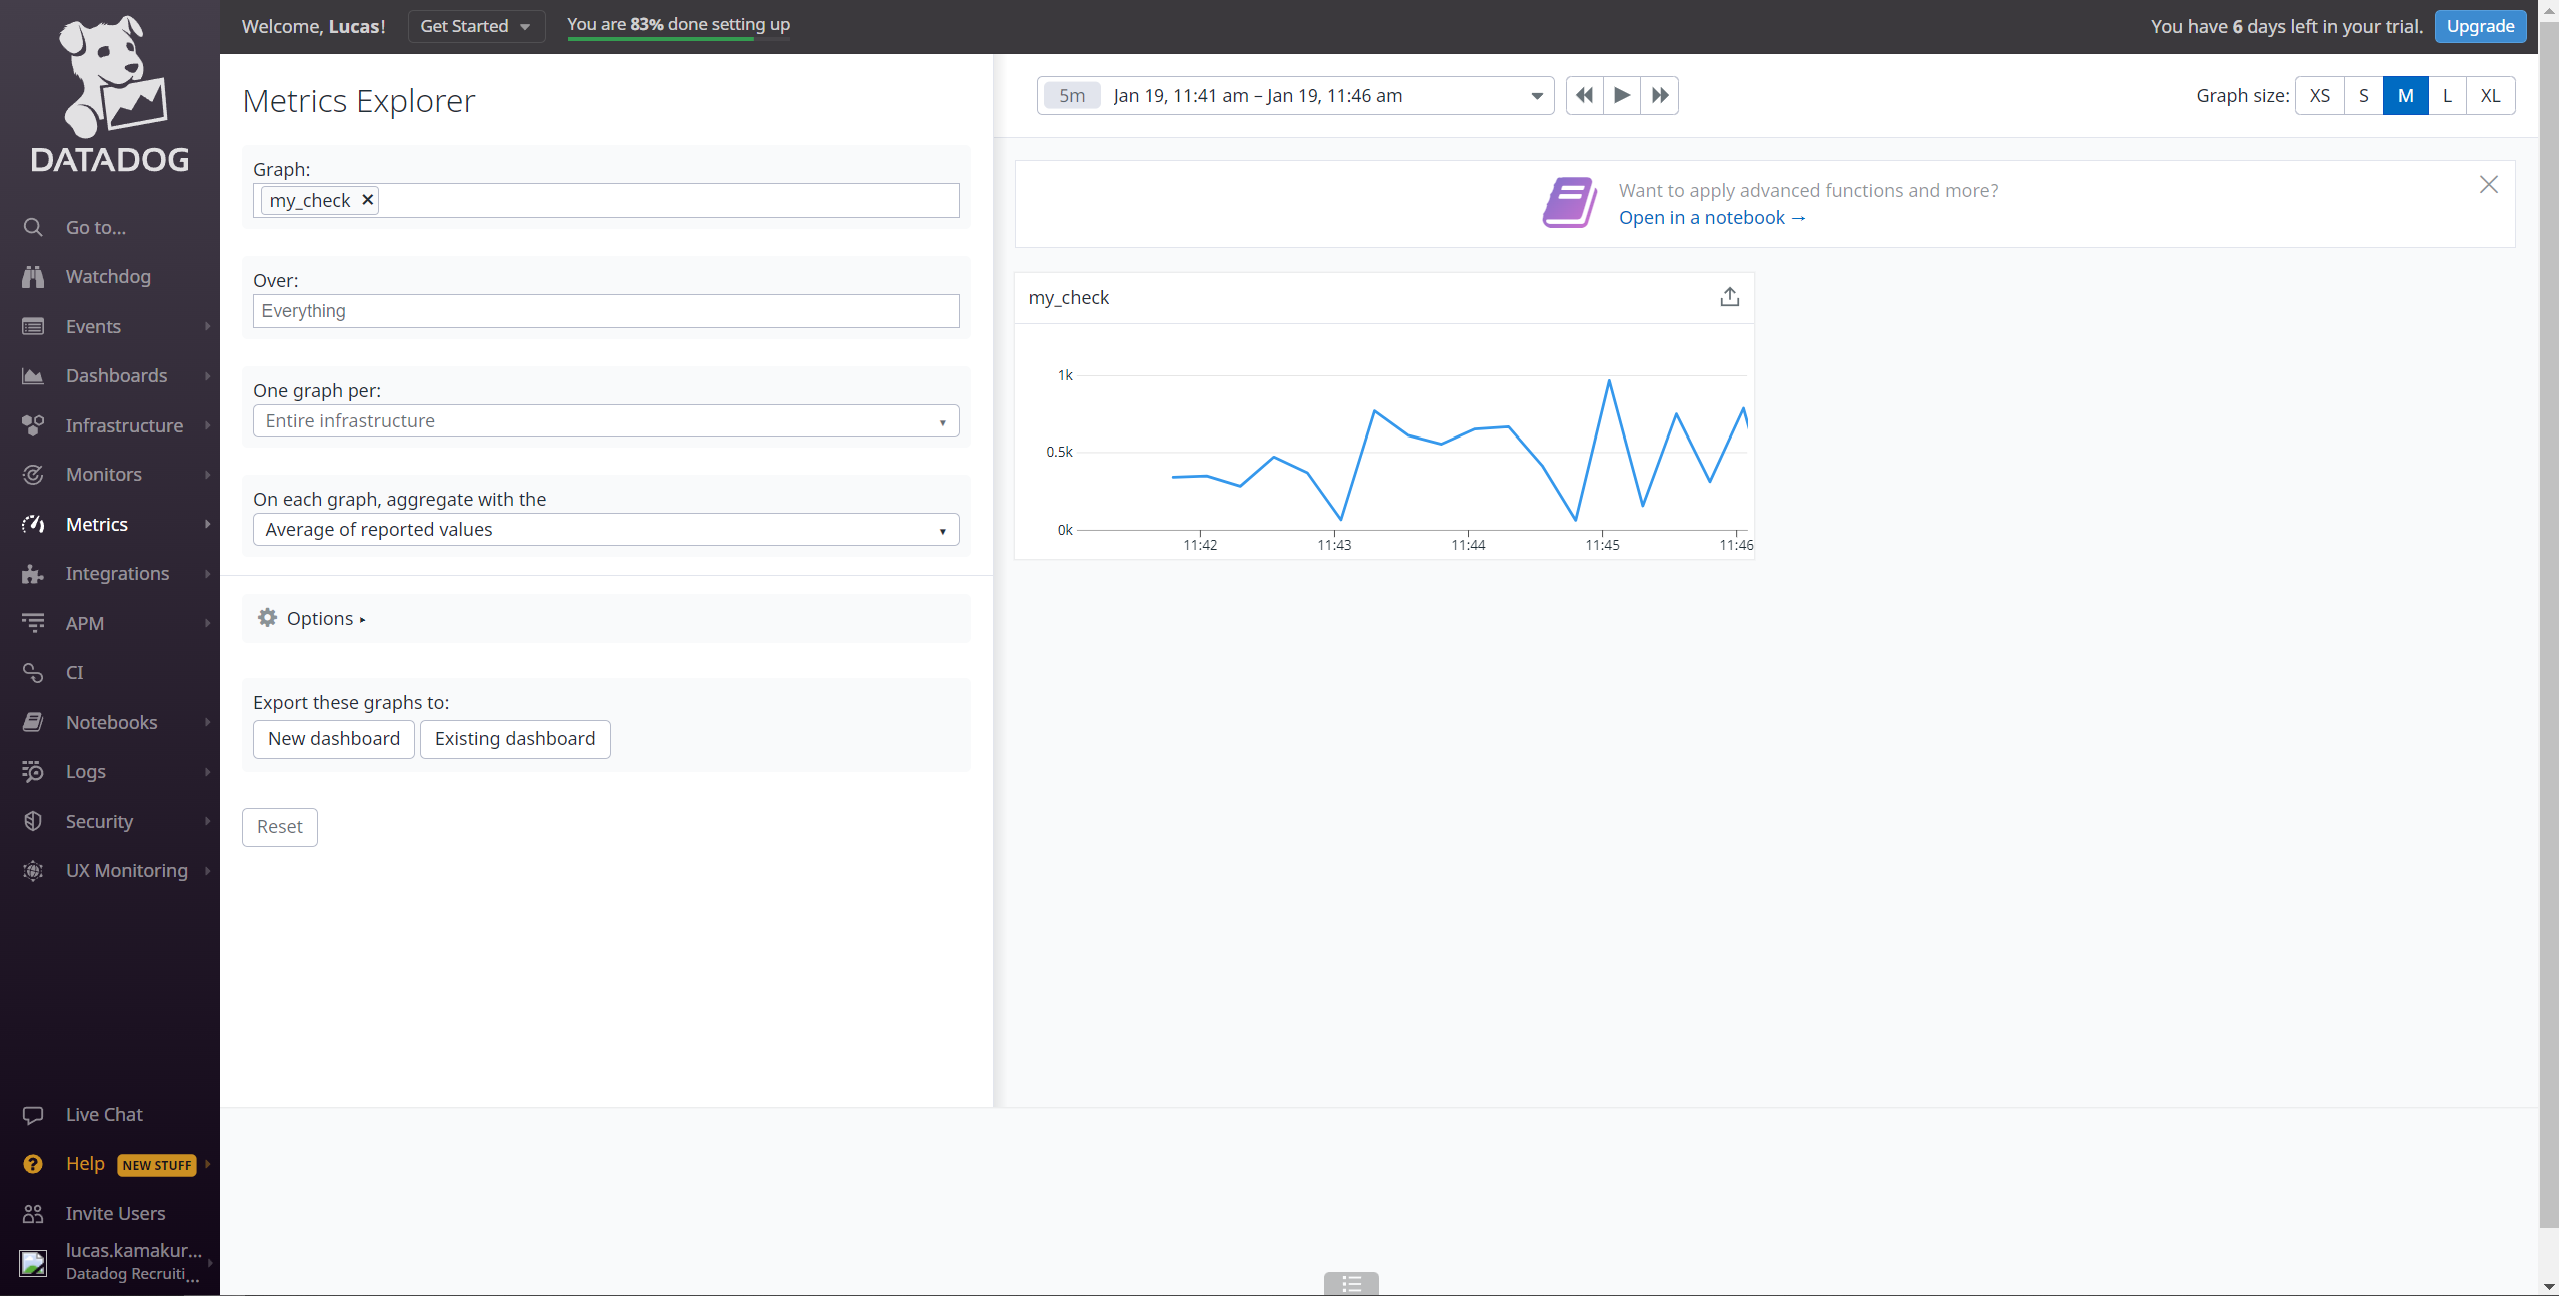 Welcome, Lucas!
Get Started
You are 83% done setting up
You have 6 days left in your trial.
Upgrade
DATADOG
Go to...
Watchdog
Events
Dashboards
Infrastructure
Monitors
Metrics
Integrations
APM
CI
Notebooks
Logs
Security
UX Monitoring
Live Chat
Help NEW STUFF
Invite Users
lucas.kamakur...
Datadog Recruiti...
Metrics Explorer
Graph:
my_check
Over:
Everything
One graph per:
Entire infrastructure
On each graph, aggregate with the
Average of reported values
Options
Export these graphs to:
New dashboard Existing dashboard
Reset
5m Jan 19, 11:41 am – Jan 19, 11:46 am
Graph size: XS S M L XL
Want to apply advanced functions and more?
Open in a notebook →
my_check
1k
0.5k
0k
11:42 11:43 11:44 11:45 11:46